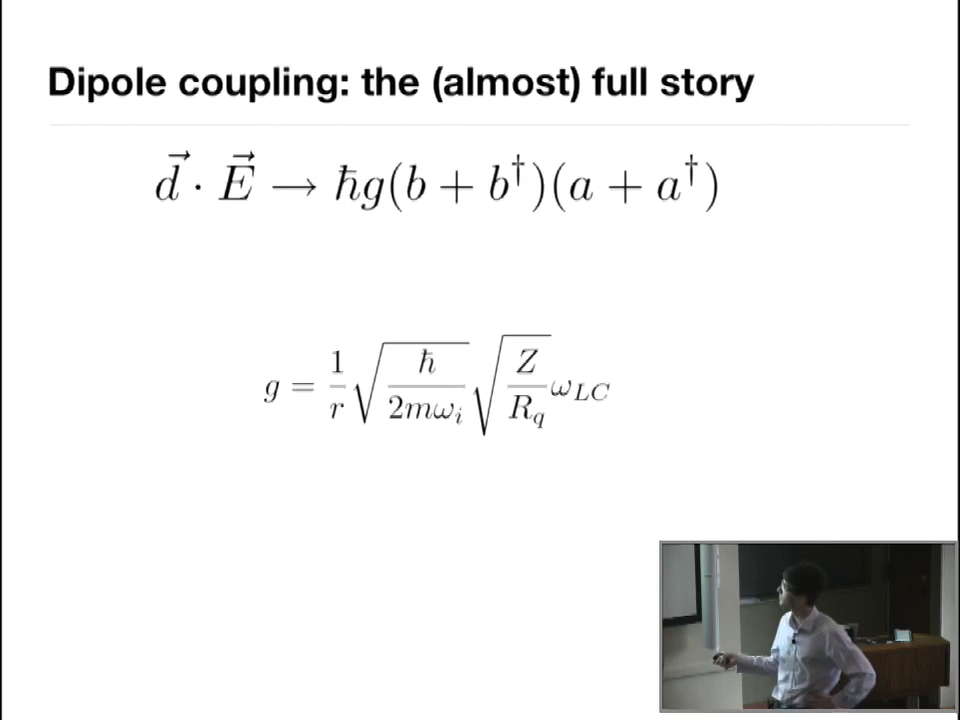 Dipole coupling: the (almost) full story
$\vec{d} \cdot \vec{E} \rightarrow \hbar g(b + b^\dagger)(a + a^\dagger)$
$g = \frac{1}{r}\sqrt{\frac{\hbar}{2m\omega_i}}\sqrt{\frac{Z}{R_q}}\omega_{LC}$